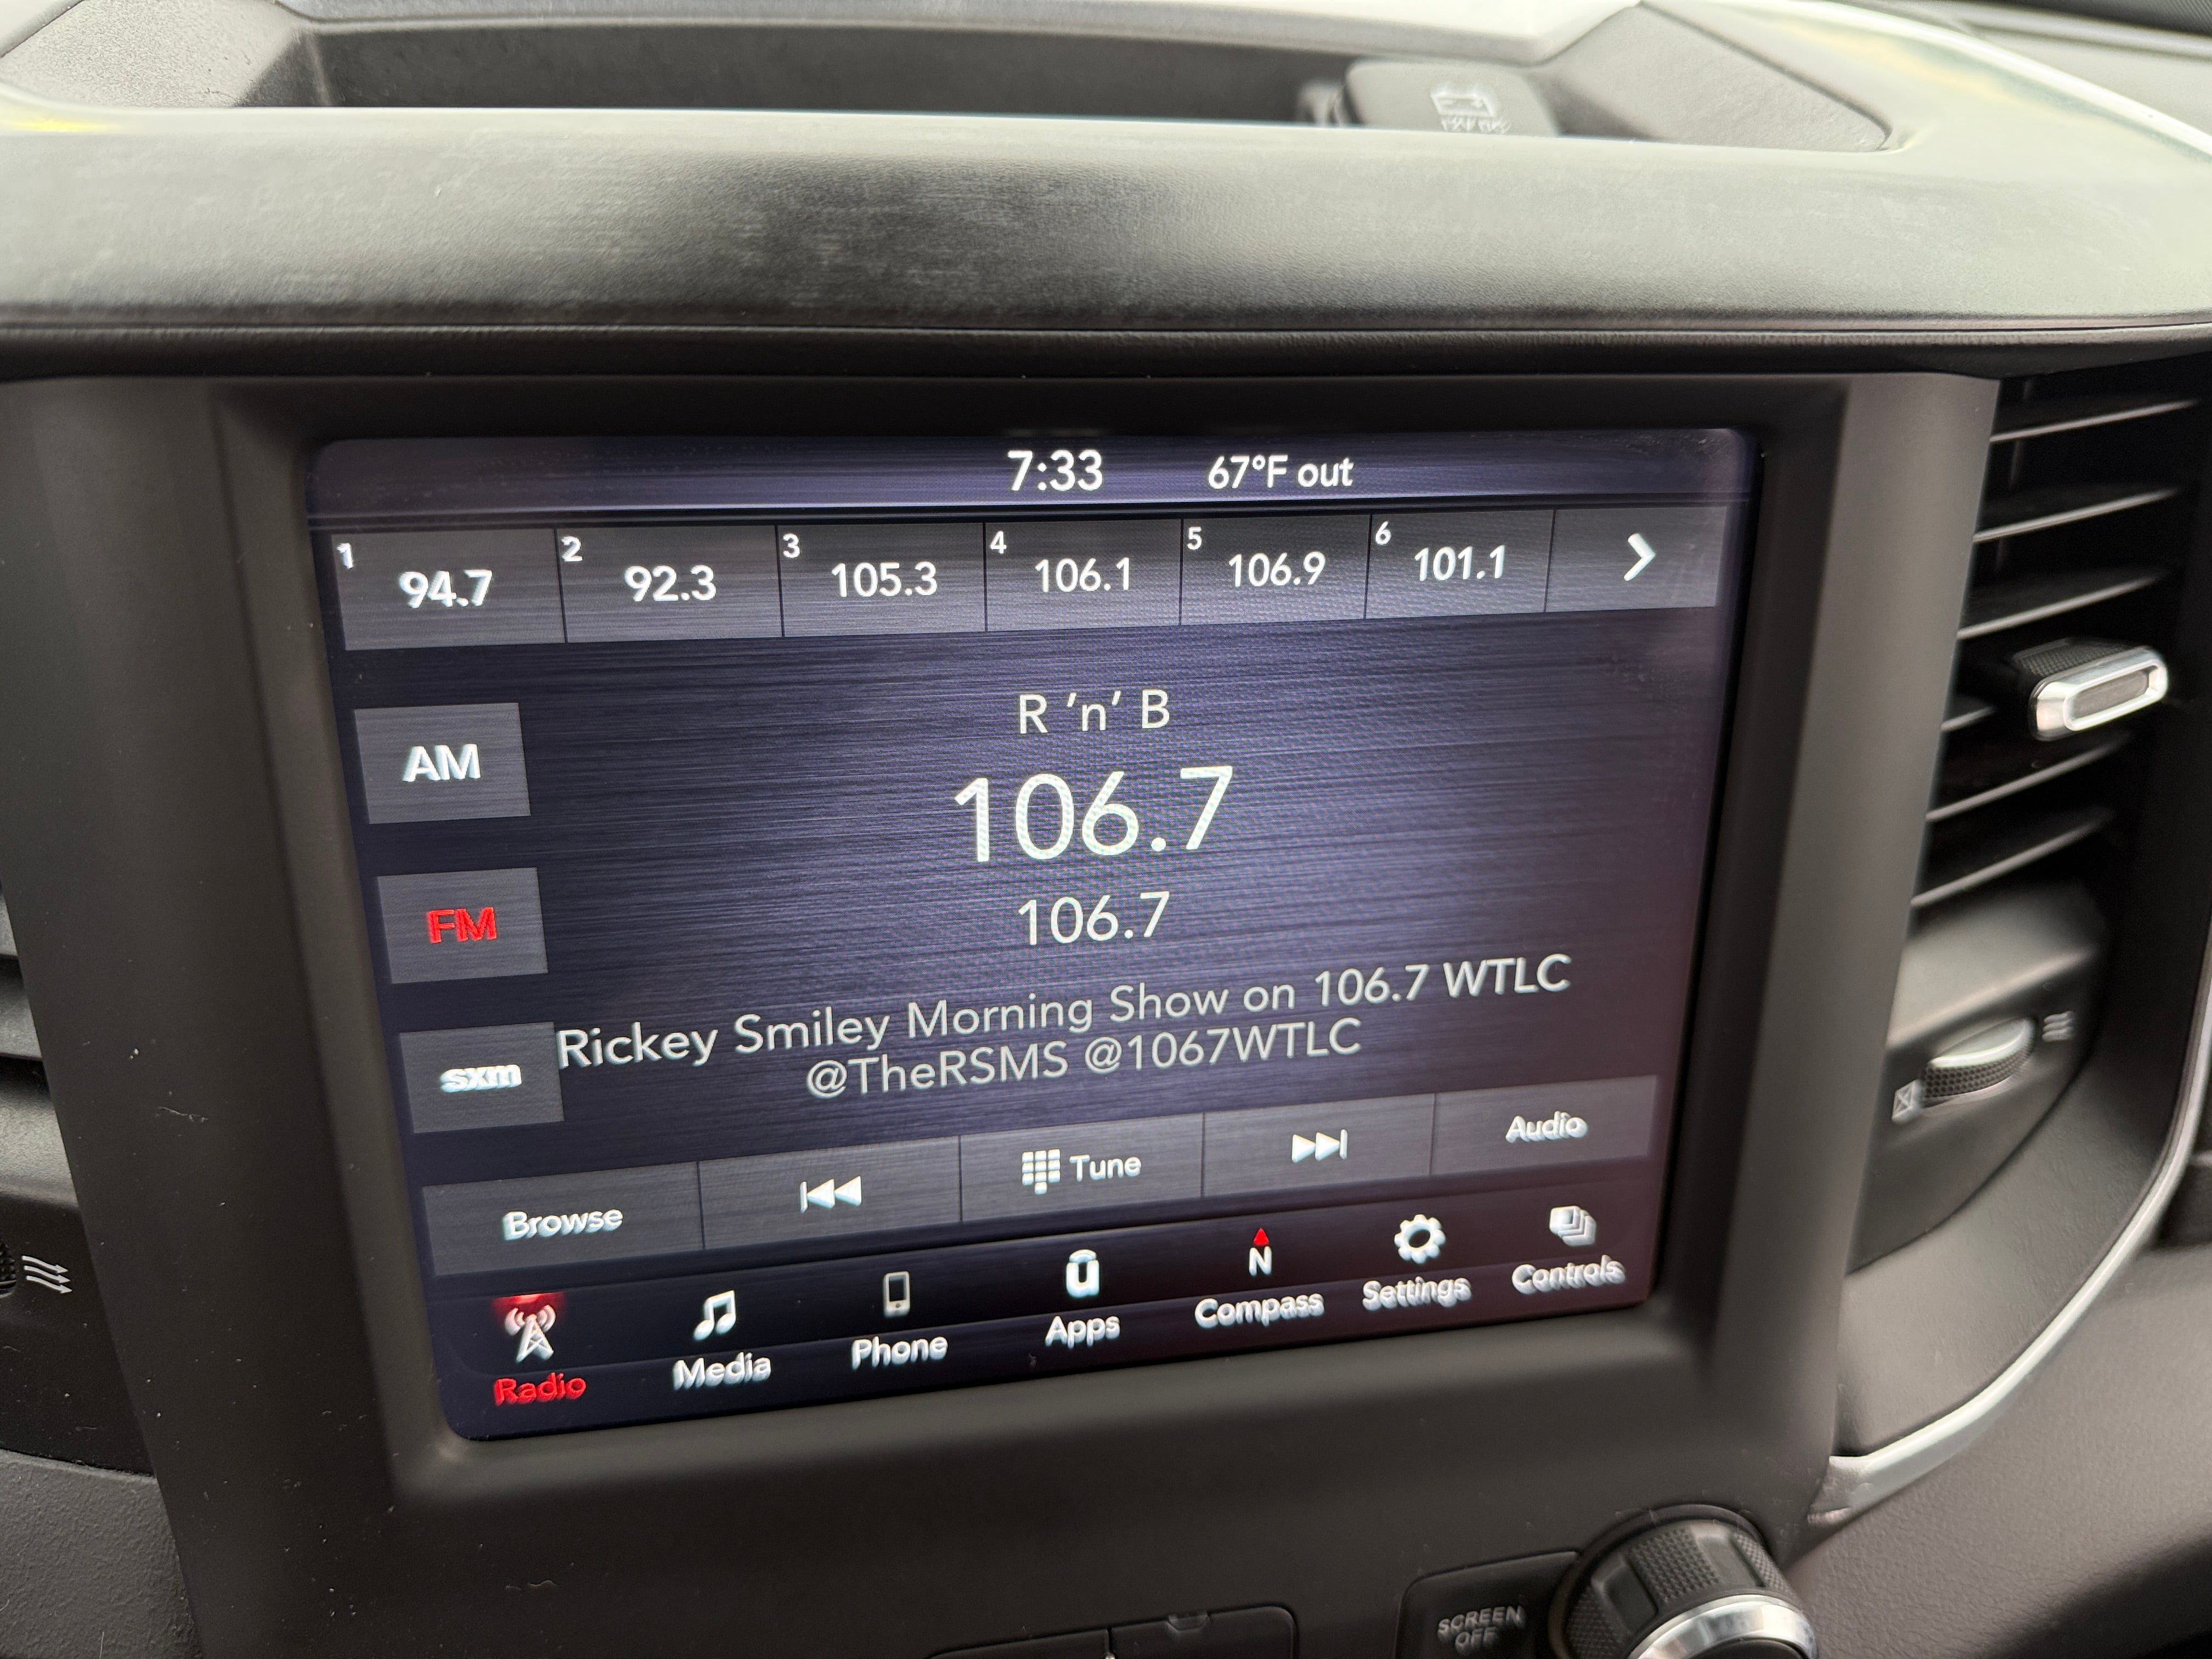 7:33 67°F out
1 94.7 2 92.3 3 105.3 4 106.1 5 106.9 6 101.1
R 'n' B
AM
106.7
FM
106.7
Rickey Smiley Morning Show on 106.7 WTLC
@TheRSMS @1067WTLC
sxm
Browse Tune Audio
N
Radio Media Phone Apps Compass Settings Controls
SCREEN
OFF